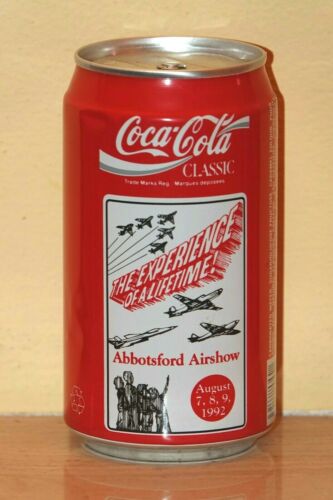 Coca-Cola
CLASSIC
Trade Marks Reg. Marques déposées
THE EXPERIENCE
OF A LIFETIME!
Abbotsford Airshow
August
7, 8, 9,
1992